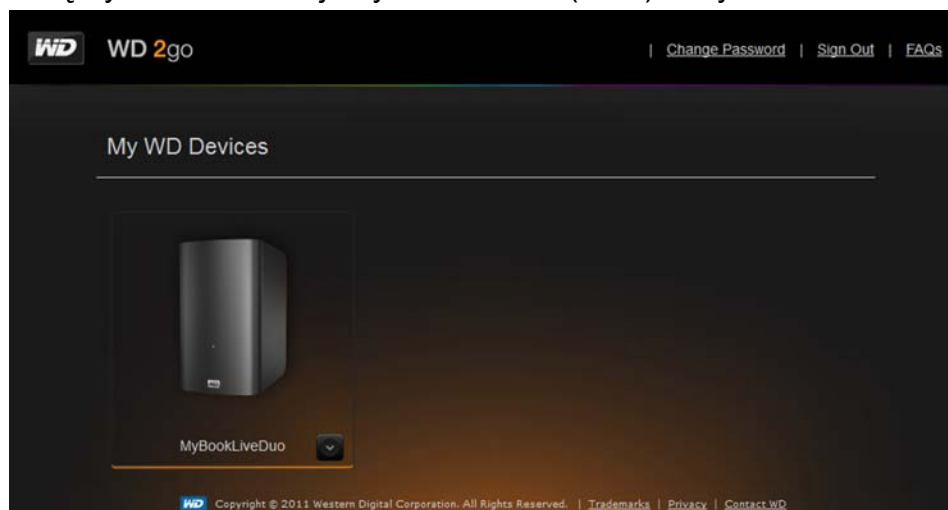 WD WD 2go | Change Password | Sign Out | FAQs
My WD Devices
MyBookLiveDuo
WD Copyright © 2011 Western Digital Corporation. All Rights Reserved. | Trademarks | Privacy | Contact WD